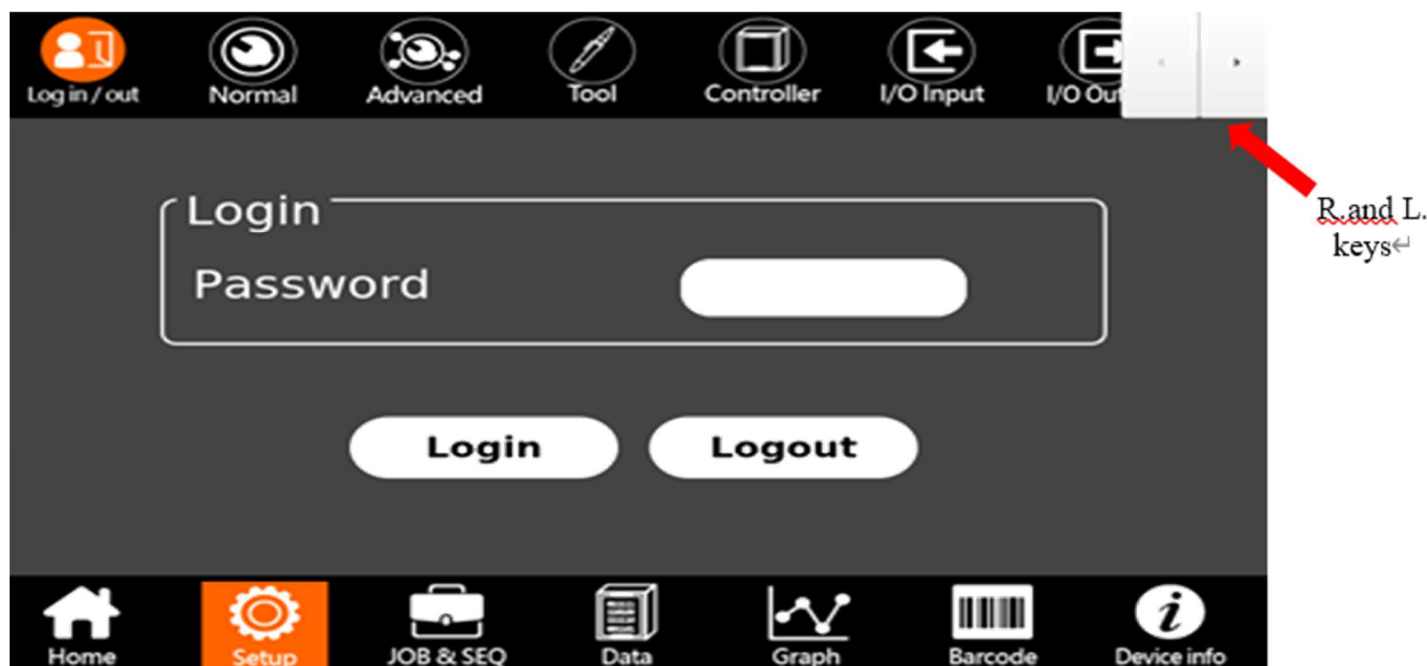 Log in / out Normal Advanced Tool Controller I/O Input I/O Out
Login
Password
R.and L.
keys↵
Login Logout
Home Setup JOB & SEQ Data Graph Barcode Device info